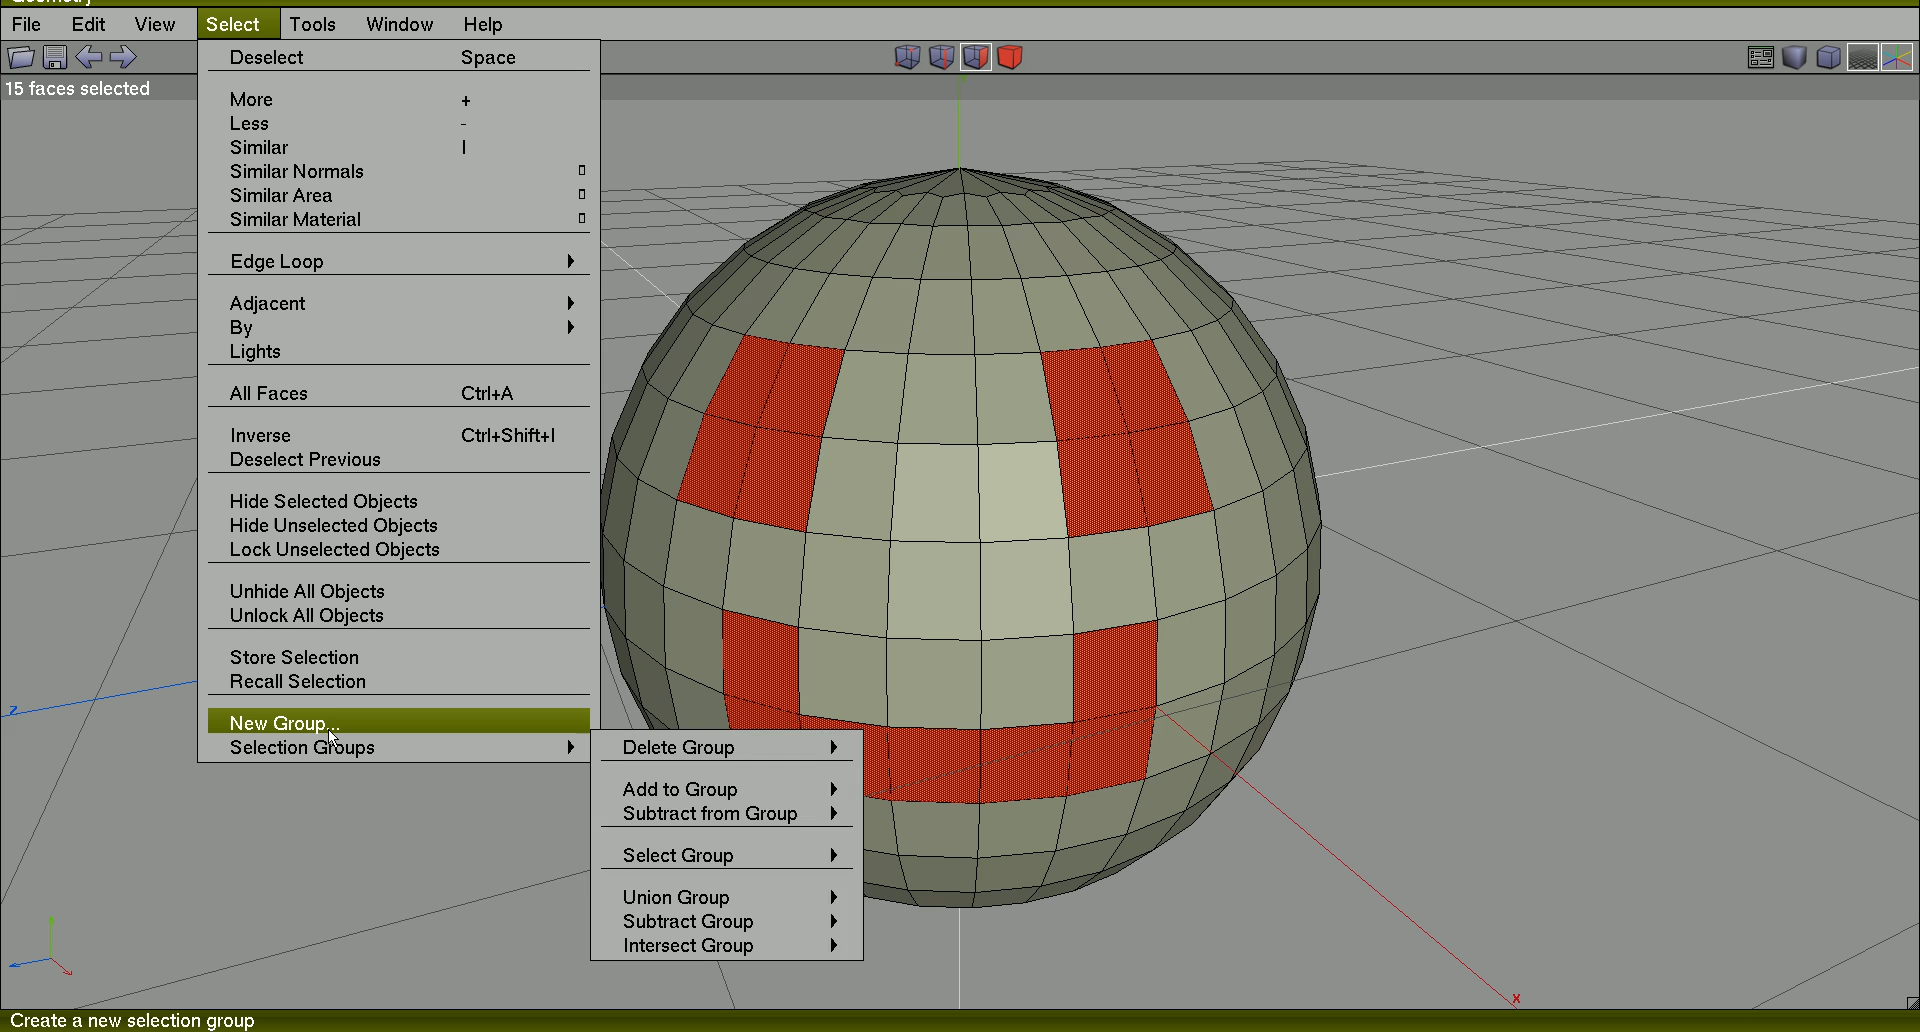 Geometry
File Edit View Select Tools Window Help
15 faces selected
Deselect Space
More +
Less -
Similar I
Similar Normals
Similar Area
Similar Material
Edge Loop
Adjacent
By
Lights
All Faces Ctrl+A
Inverse Ctrl+Shift+I
Deselect Previous
Hide Selected Objects
Hide Unselected Objects
Lock Unselected Objects
Unhide All Objects
Unlock All Objects
Store Selection
Recall Selection
New Group...
Selection Groups
Delete Group
Add to Group
Subtract from Group
Select Group
Union Group
Subtract Group
Intersect Group
Z
X
Create a new selection group